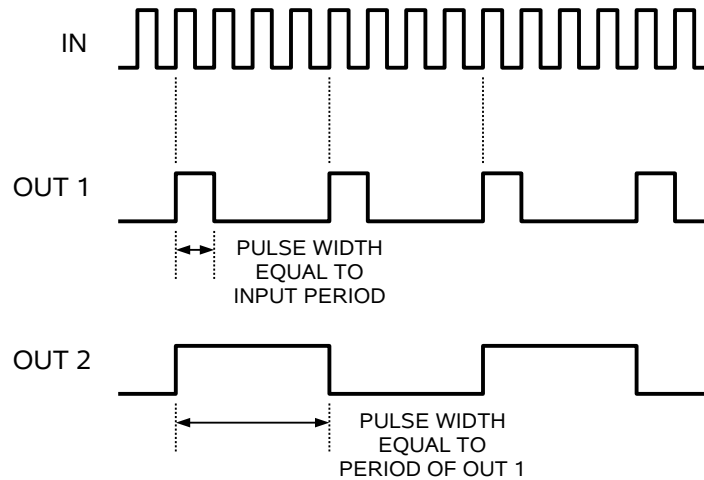 IN
OUT 1
PULSE WIDTH
EQUAL TO
INPUT PERIOD
OUT 2
PULSE WIDTH
EQUAL TO
PERIOD OF OUT 1